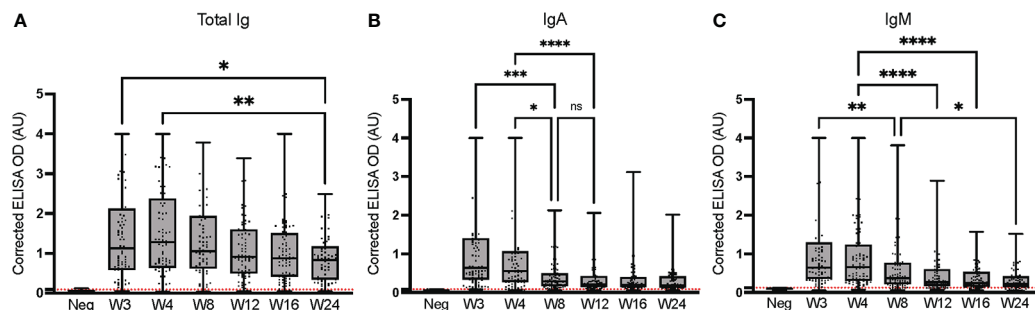 A Total Ig
* 
**
Corrected ELISA OD (AU)
5
4
3
2
1
0
Neg W3 W4 W8 W12 W16 W24
B IgA
****
***
* ns
Corrected ELISA OD (AU)
5
4
3
2
1
0
Neg W3 W4 W8 W12 W16 W24
C IgM
****
****
** *
Corrected ELISA OD (AU)
5
4
3
2
1
0
Neg W3 W4 W8 W12 W16 W24